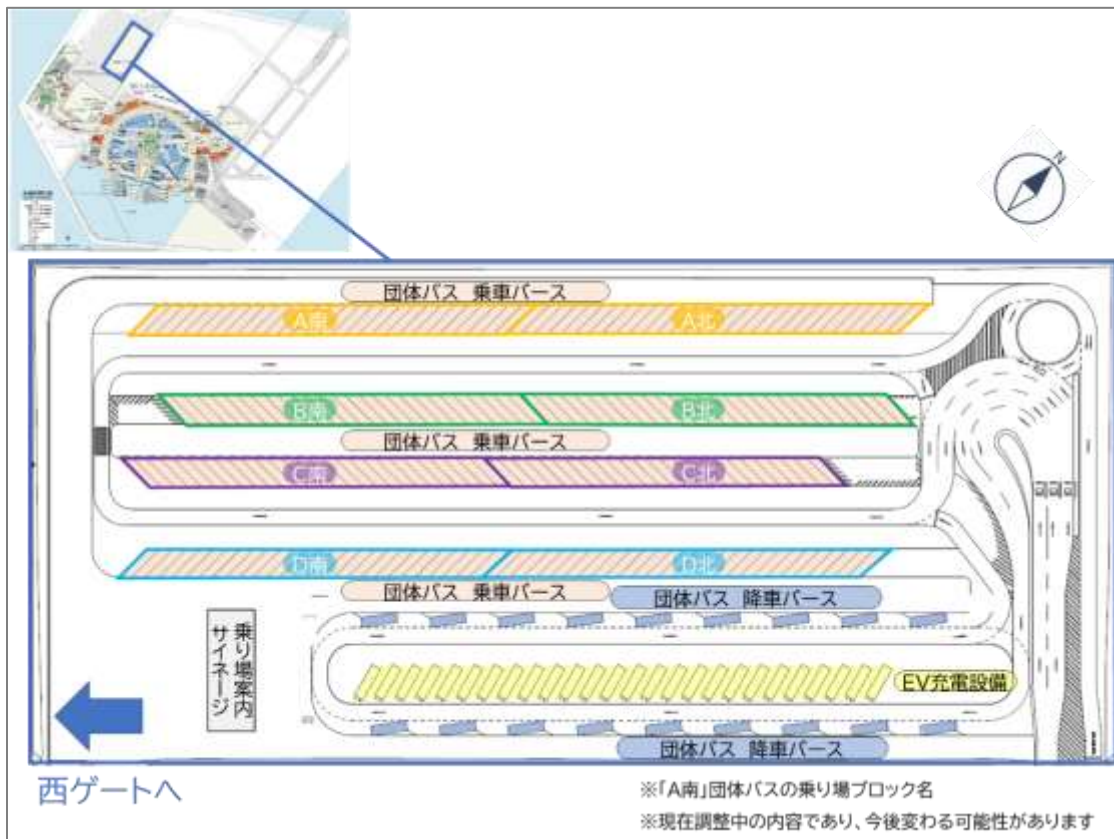 N
団体バス 乗車バース
A南
A北
B南
B北
団体バス 乗車バース
C南
C北
D南
D北
団体バス 乗車バース
団体バス 降車バース
乗り場案内
サイネージ
EV充電設備
団体バス 降車バース
西ゲートへ
※「A南」団体バスの乗り場ブロック名
※現在調整中の内容であり、今後変わる可能性があります